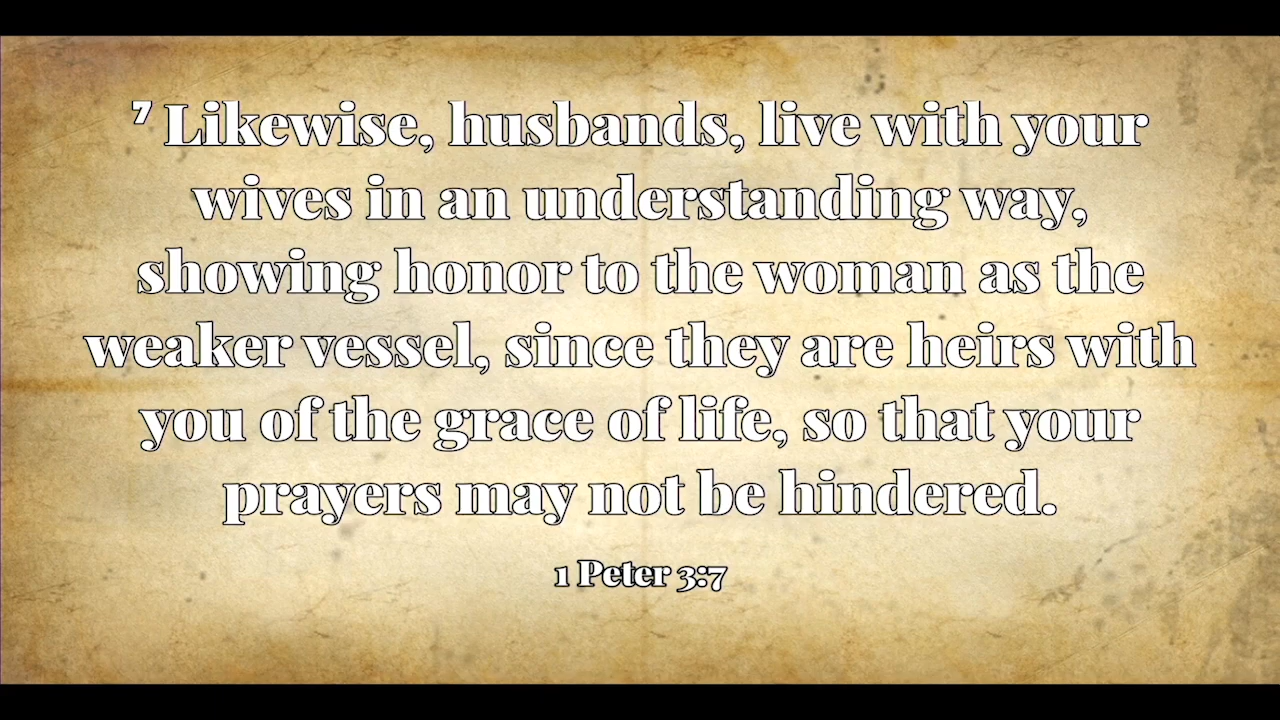 ⁷ Likewise, husbands, live with your
wives in an understanding way,
showing honor to the woman as the
weaker vessel, since they are heirs with
you of the grace of life, so that your
prayers may not be hindered.
1 Peter 3:7